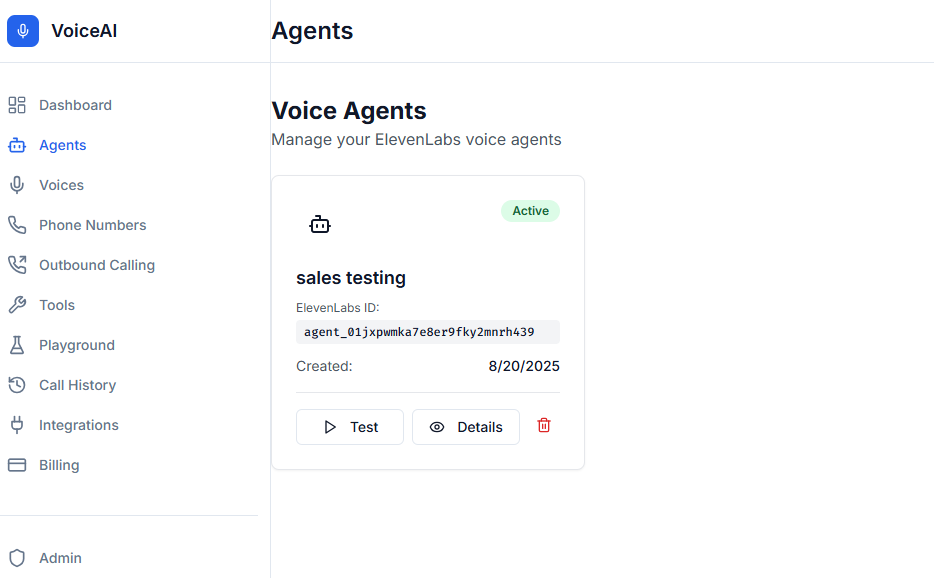 VoiceAI
Agents
Dashboard
Agents
Voices
Phone Numbers
Outbound Calling
Tools
Playground
Call History
Integrations
Billing
Admin
Voice Agents
Manage your ElevenLabs voice agents
Active
sales testing
ElevenLabs ID:
agent_01jxpwmka7e8er9fky2mnrh439
Created: 8/20/2025
Test Details